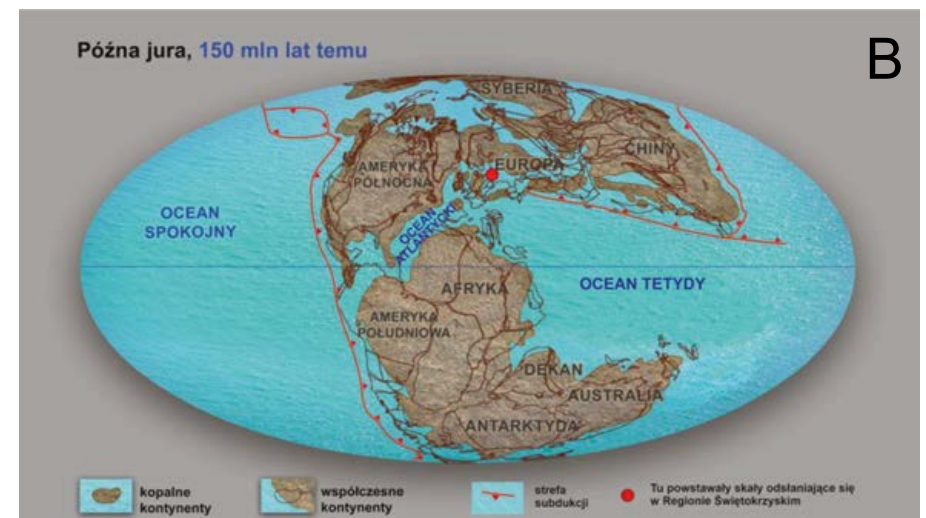 Późna jura, 150 mln lat temu
B
SYBERIA
CHINY
EUROPA
AMERYKA
PÓŁNOCNA
OCEAN
SPOKOJNY
OCEAN
ATLANTYCKI
OCEAN TETYDY
AFRYKA
AMERYKA
POŁUDNIOWA
DEKAN
AUSTRALIA
ANTARKTYDA
kopalne
kontynenty
współczesne
kontynenty
strefa
subdukcji
Tu powstawały skały odsłaniające się
w Regionie Świętokrzyskim